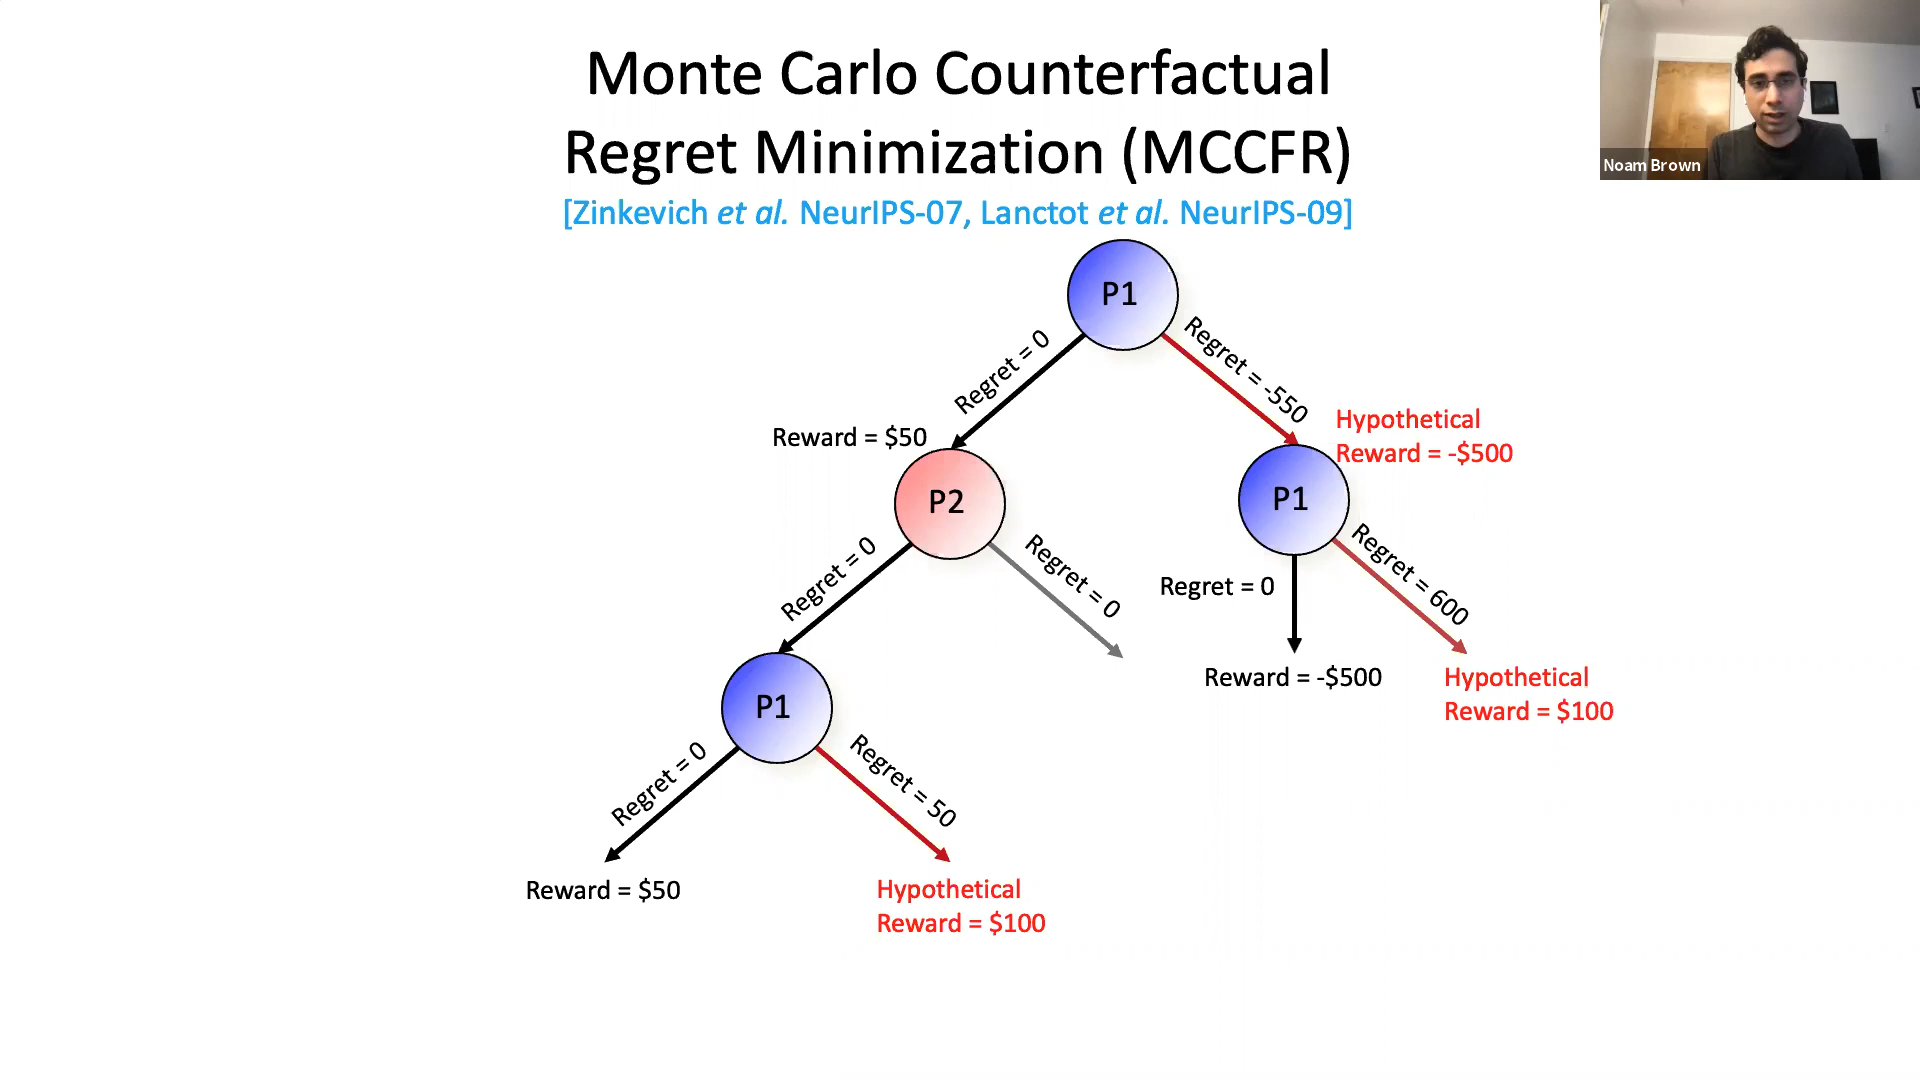 Monte Carlo Counterfactual
Regret Minimization (MCCFR)
[Zinkevich et al. NeurIPS-07, Lanctot et al. NeurIPS-09]
Noam Brown
P1
Regret = 0
Regret = -550
Reward = $50
Hypothetical
Reward = -$500
P2
P1
Regret = 0
Regret = 0
Regret = 0
Regret = 600
Reward = -$500
Hypothetical
Reward = $100
P1
Regret = 0
Regret = 50
Reward = $50
Hypothetical
Reward = $100